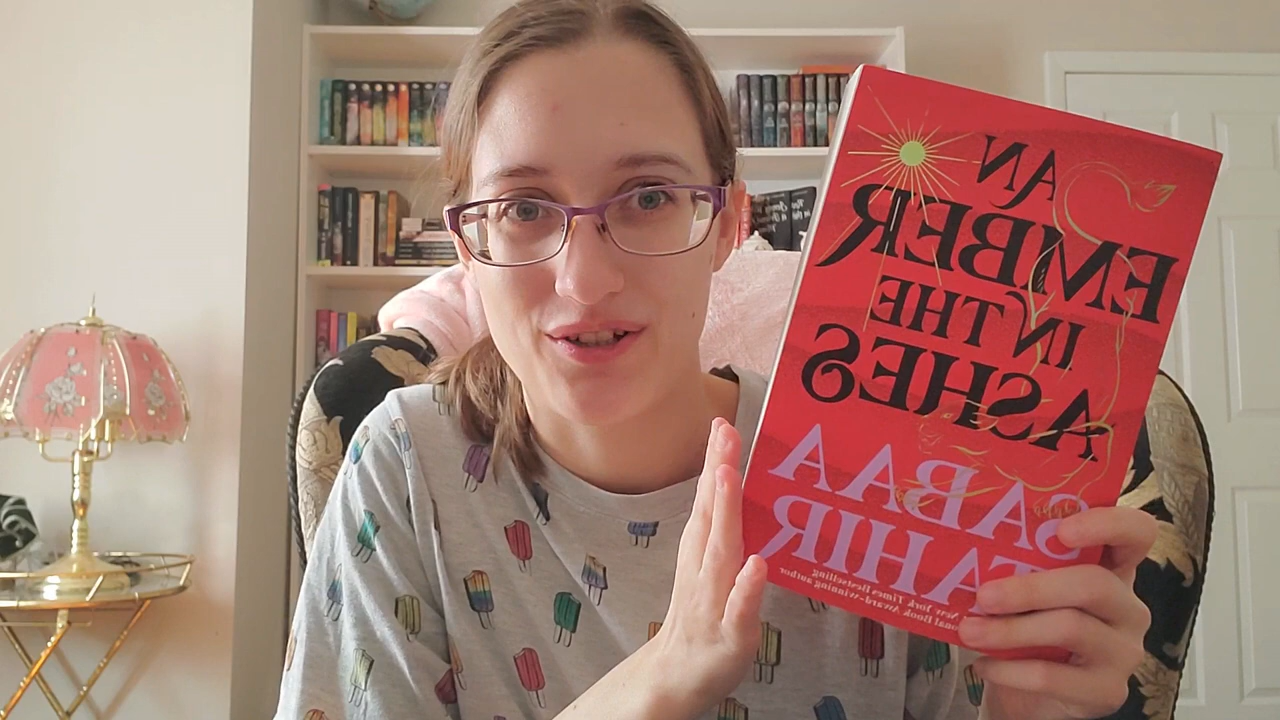 AN
EMBER
IN THE
ASHES
SABAA
TAHIR
New York Times Bestselling
Book Award-Winning author